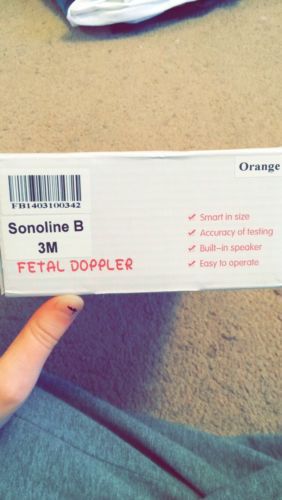 Orange
FB1403100342
Sonoline B
3M
FETAL DOPPLER
Smart in size
Accuracy of testing
Built-in speaker
Easy to operate